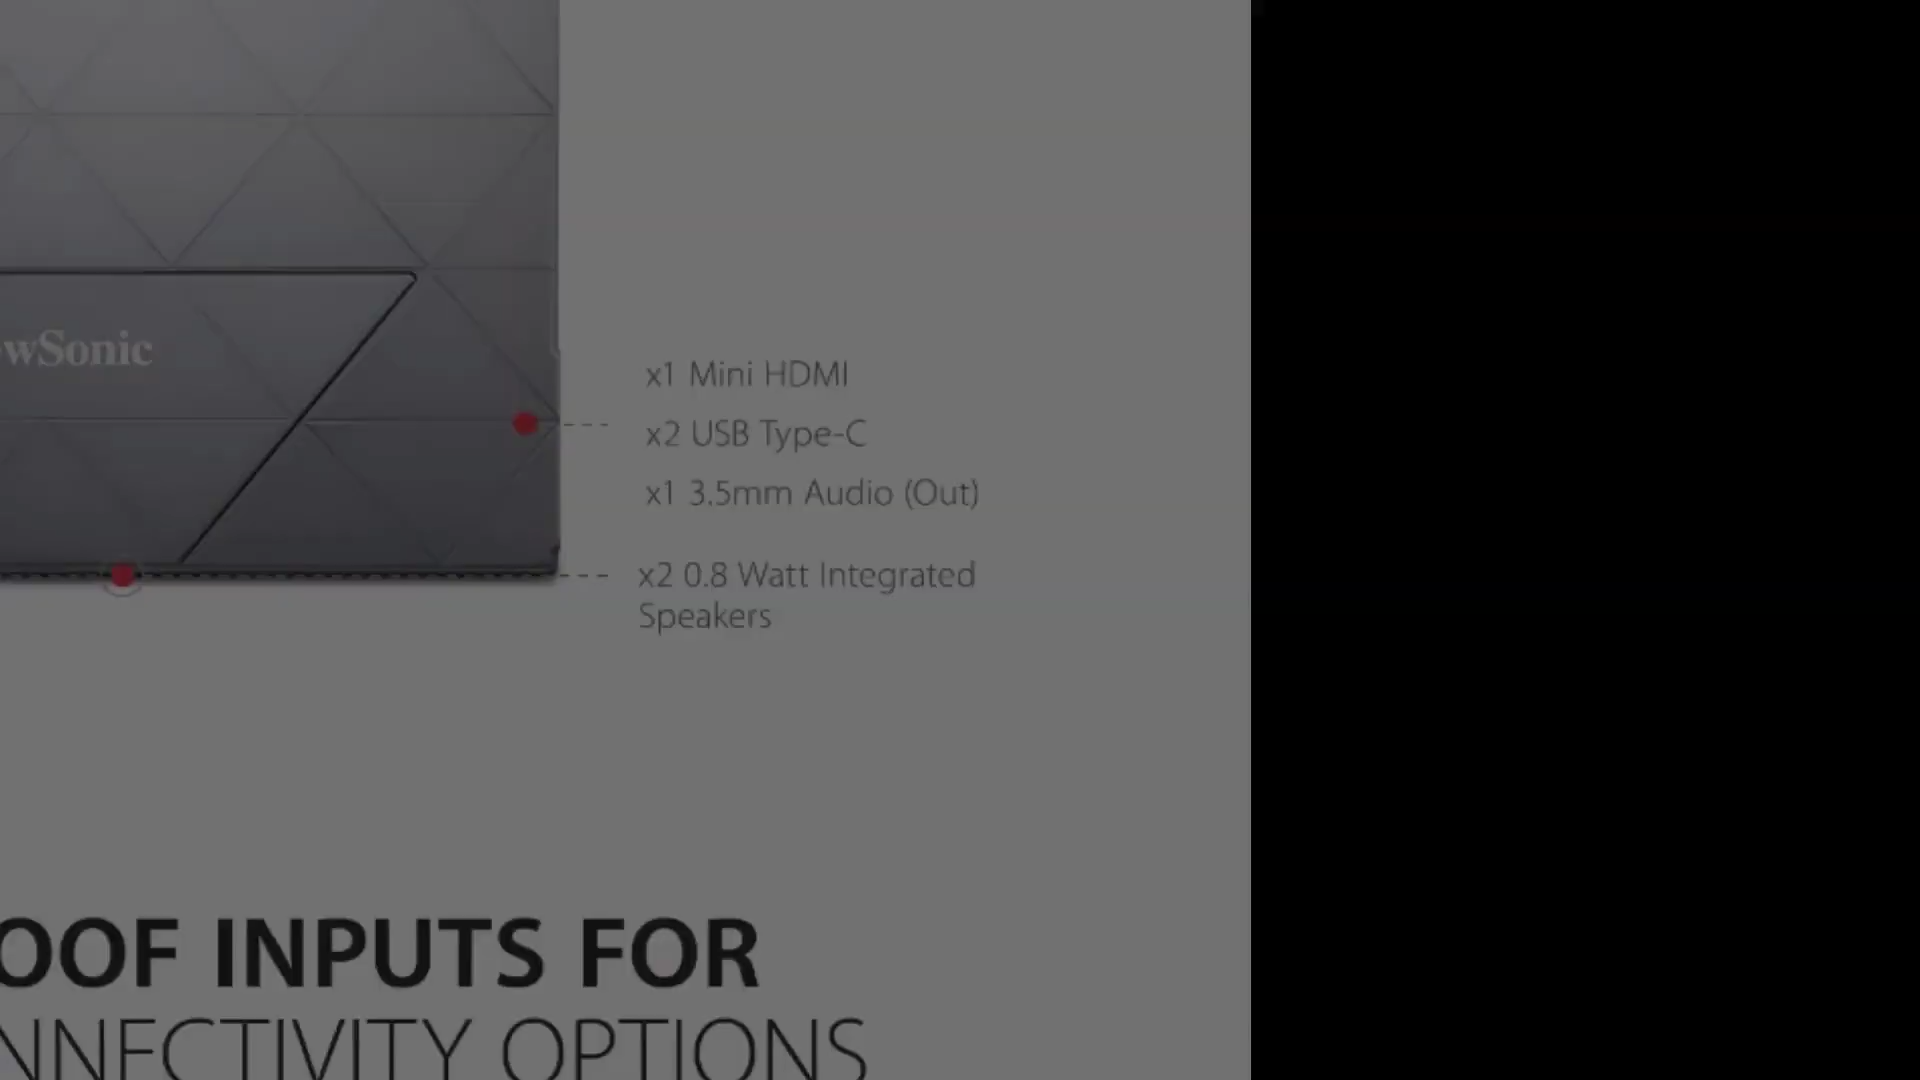 wSonic
x1 Mini HDMI
x2 USB Type-C
x1 3.5mm Audio (Out)
x2 0.8 Watt Integrated
Speakers
OOF INPUTS FOR
NNECTIVITY OPTIONS